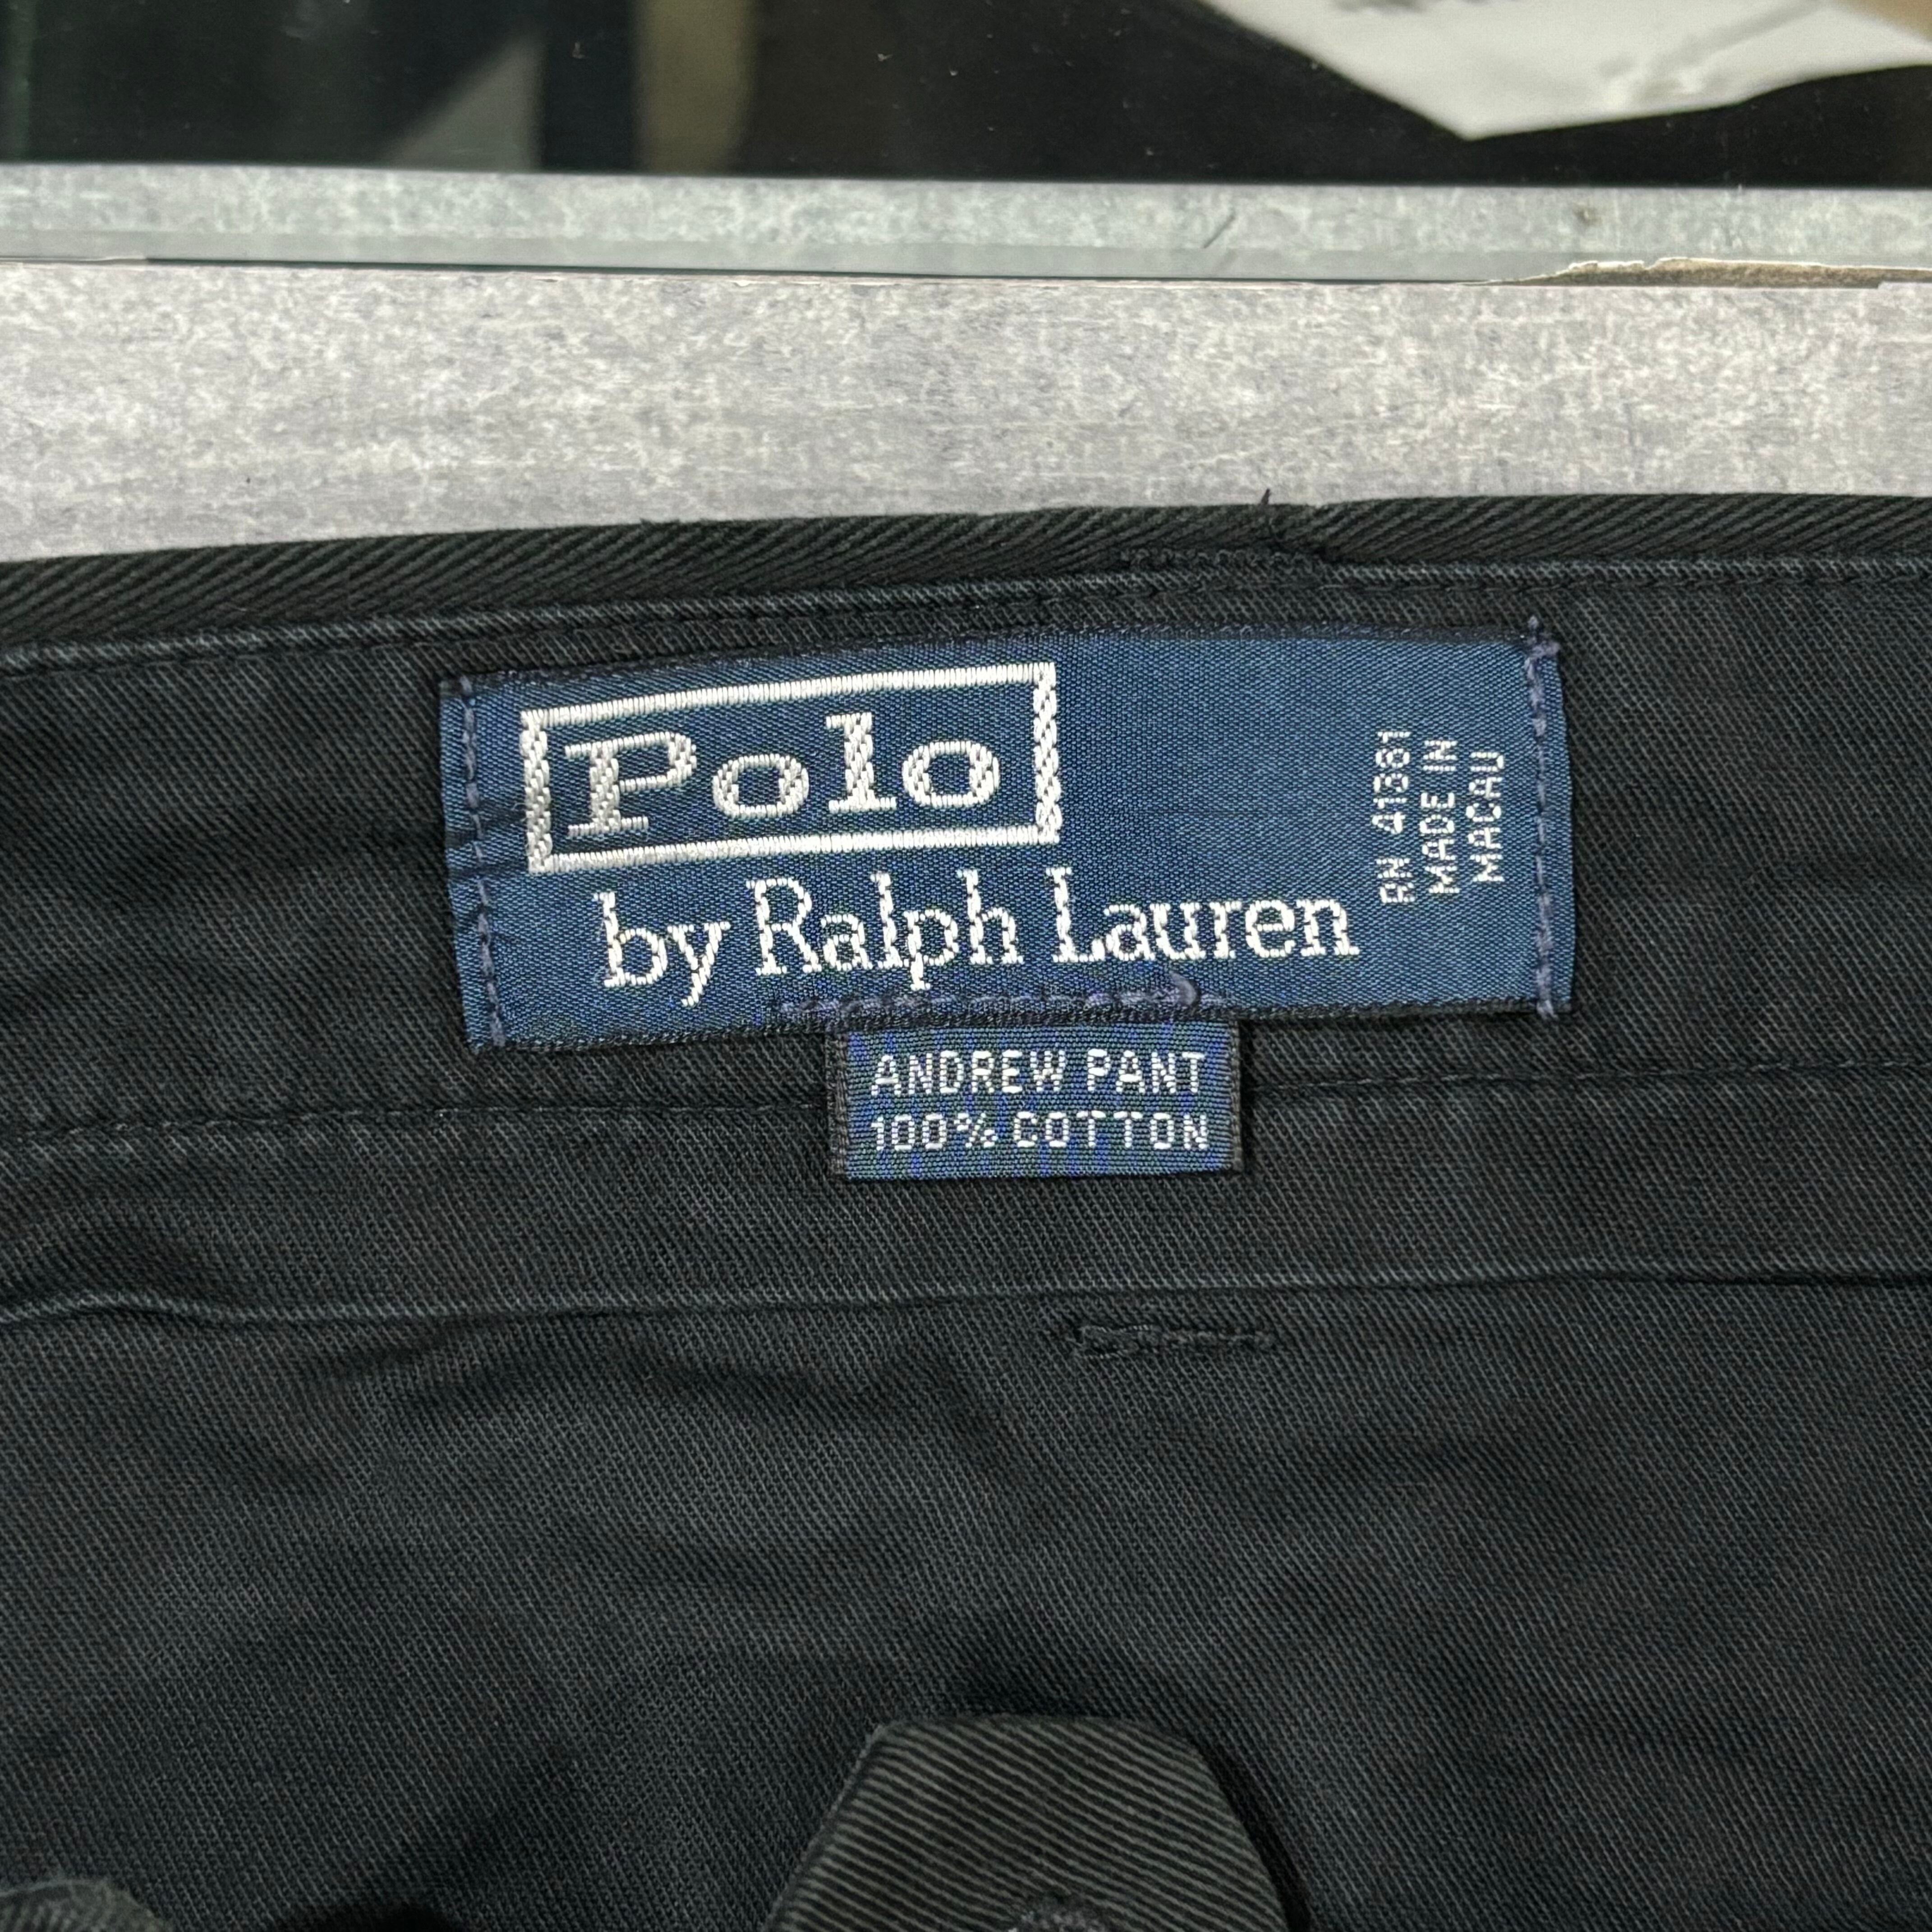 Polo
by Ralph Lauren
RN 41381
MADE IN
MACAU
ANDREW PANT
100% COTTON